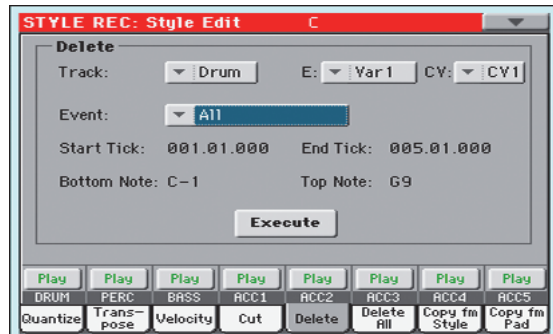 STYLE REC: Style Edit C
Delete
Track: Drum E: Var1 CV: CV1
Event: All
Start Tick: 001.01.000 End Tick: 005.01.000
Bottom Note: C-1 Top Note: G9
Execute
Play Play Play Play Play Play Play Play
DRUM PERC BASS ACC1 ACC2 ACC3 ACC4 ACC5
Quantize Trans-pose Velocity Cut Delete Delete All Copy fm Style Copy fm Pad